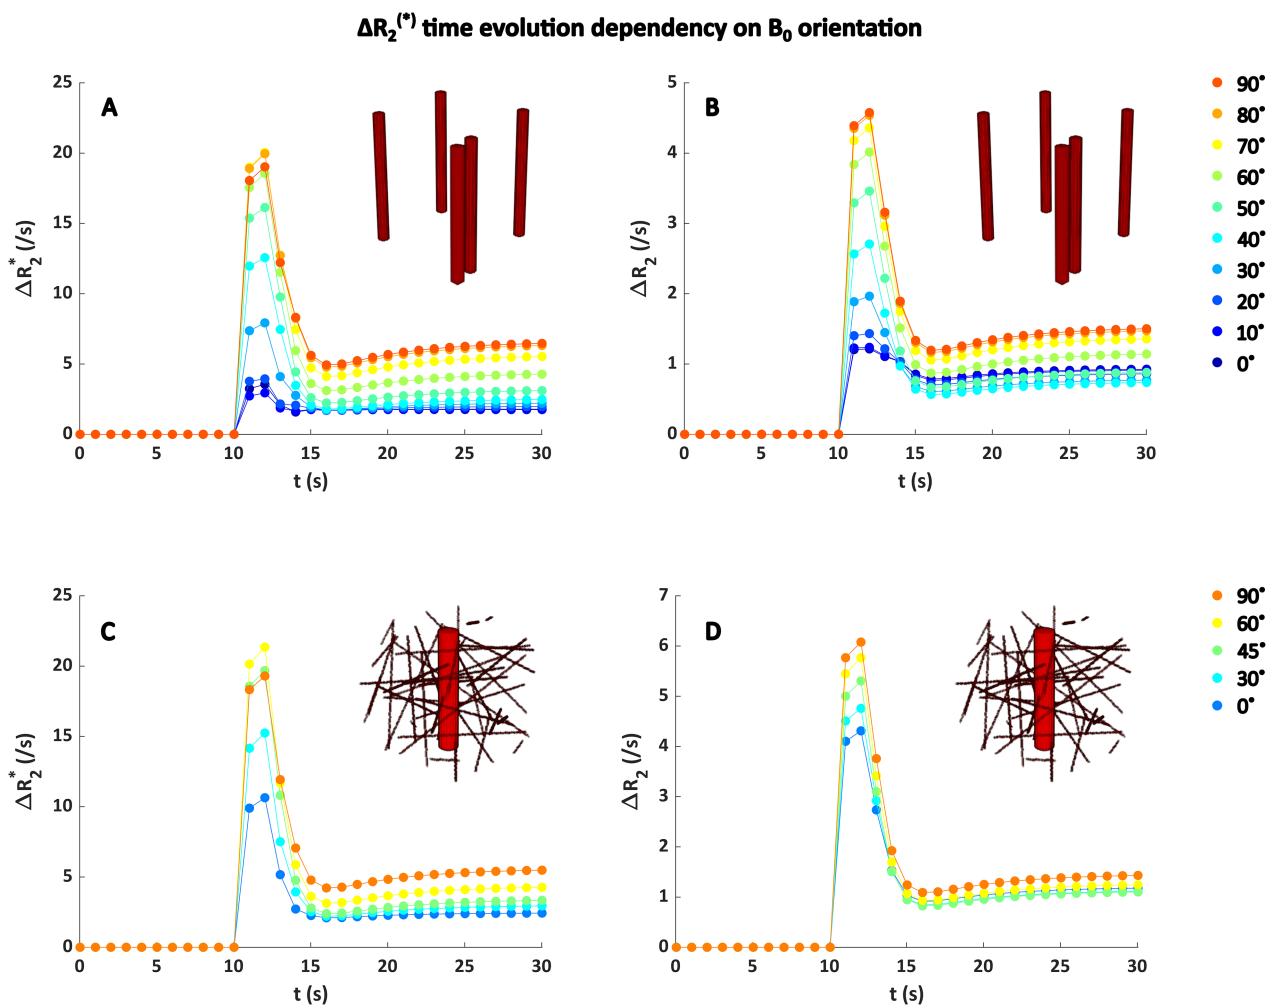 ΔR₂⁽*⁾ time evolution dependency on B₀ orientation
A
ΔR₂* (/s)
25
20
15
10
5
0
0 5 10 15 20 25 30
t (s)
B
ΔR₂ (/s)
5
4
3
2
1
0
0 5 10 15 20 25 30
t (s)
90°
80°
70°
60°
50°
40°
30°
20°
10°
0°
C
ΔR₂* (/s)
25
20
15
10
5
0
0 5 10 15 20 25 30
t (s)
D
ΔR₂ (/s)
7
6
5
4
3
2
1
0
0 5 10 15 20 25 30
t (s)
90°
60°
45°
30°
0°